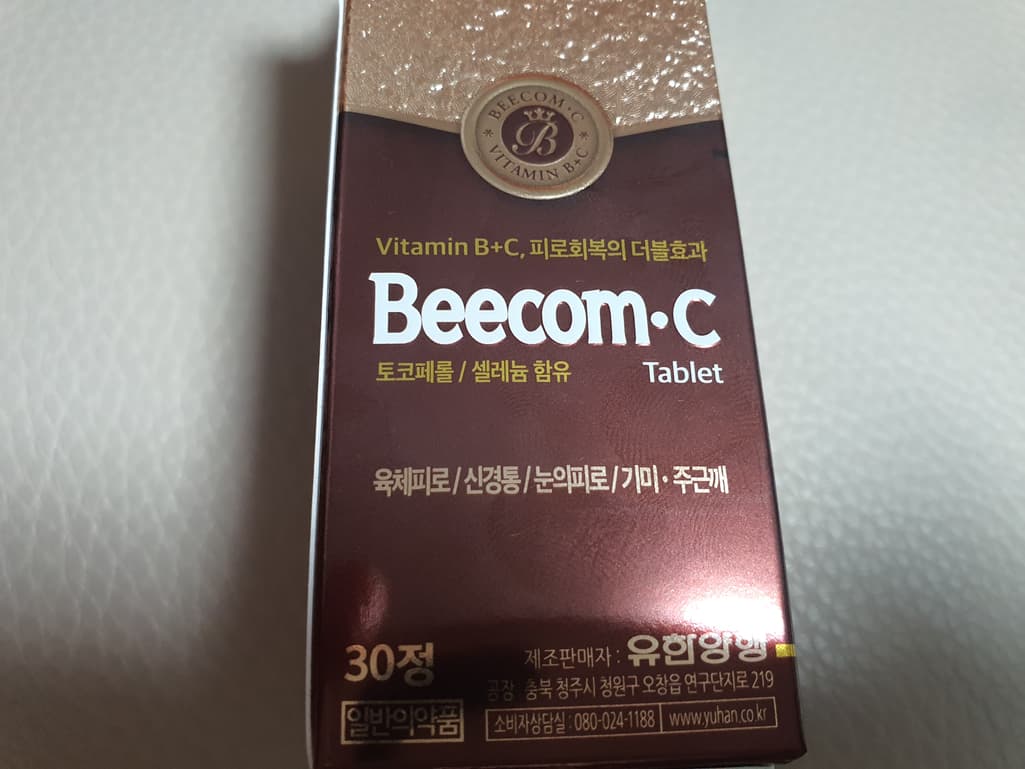 BEECOM·C
B
VITAMIN B+C
Vitamin B+C, 피로회복의 더블효과
Beecom·C
토코페롤 / 셀레늄 함유
Tablet
육체피로 / 신경통 / 눈의피로 / 기미·주근깨
30정
제조판매자 : 유한양행
공장 충북 청주시 청원구 오창읍 연구단지로 219
일반의약품
소비자상담실 : 080-024-1188 www.yuhan.co.kr